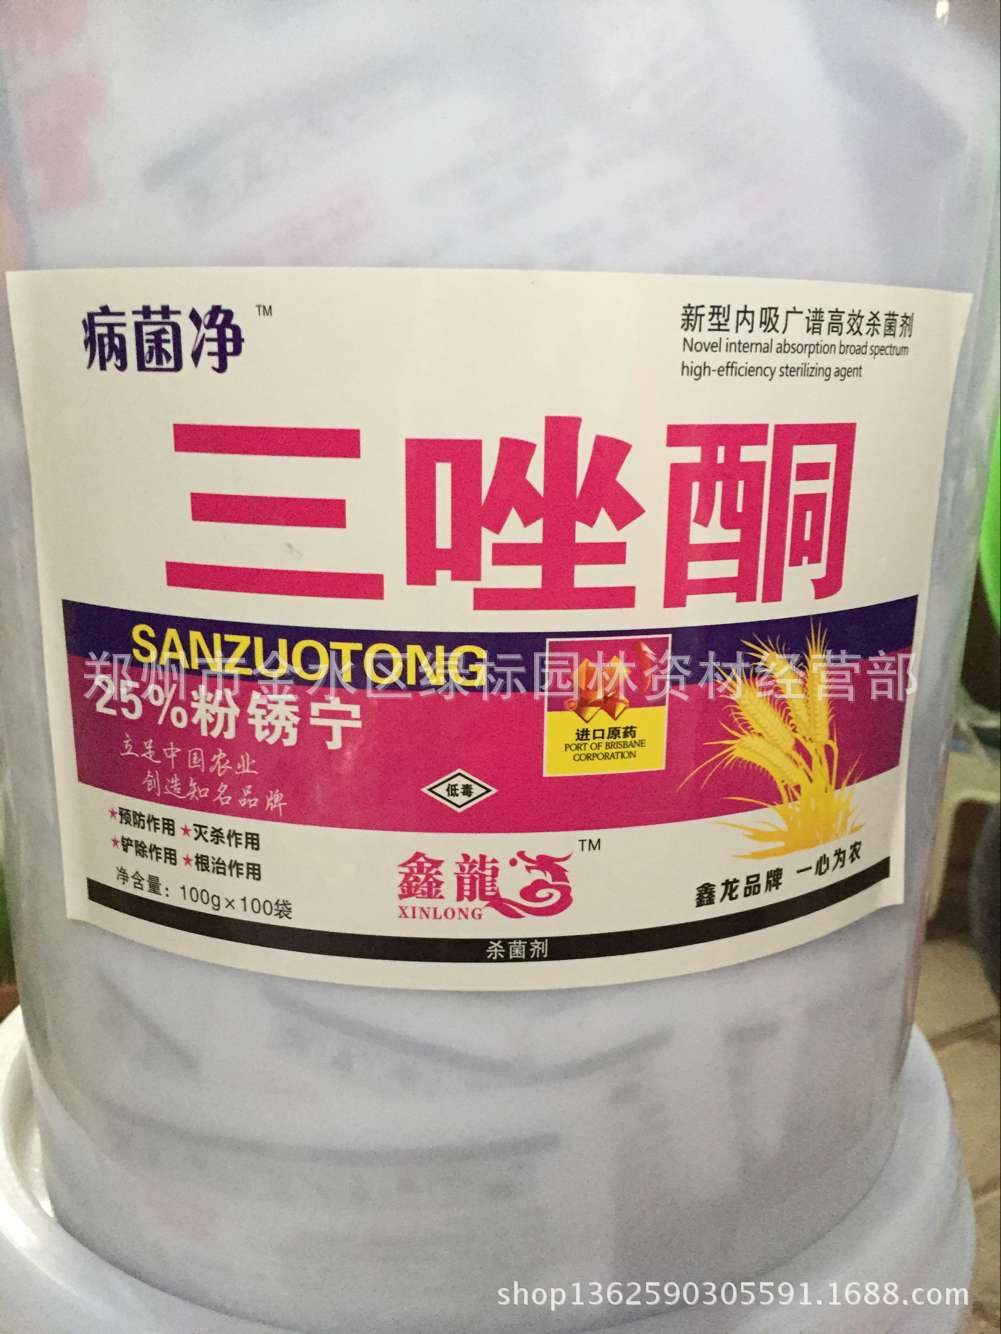 病菌净™
新型内吸广谱高效杀菌剂
Novel internal absorption broad spectrum
high-efficiency sterilizing agent
三唑酮
SANZUOTONG
郑州市金水区绿标园林资材经营部
25%粉锈宁
立足中国农业
创造知名品牌
进口原药
PORT OF BRISBANE
CORPORATION
低毒
★预防作用 ★灭杀作用
★铲除作用 ★根治作用
净含量：100g×100袋
鑫龍™
XINLONG
鑫龙品牌 一心为农
杀菌剂
shop1362590305591.1688.com